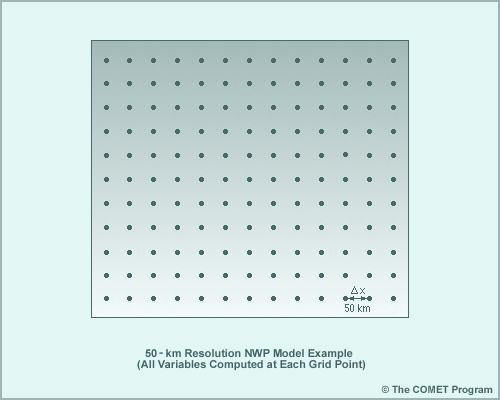 Δx
50 km
50 - km Resolution NWP Model Example
(All Variables Computed at Each Grid Point)
© The COMET Program